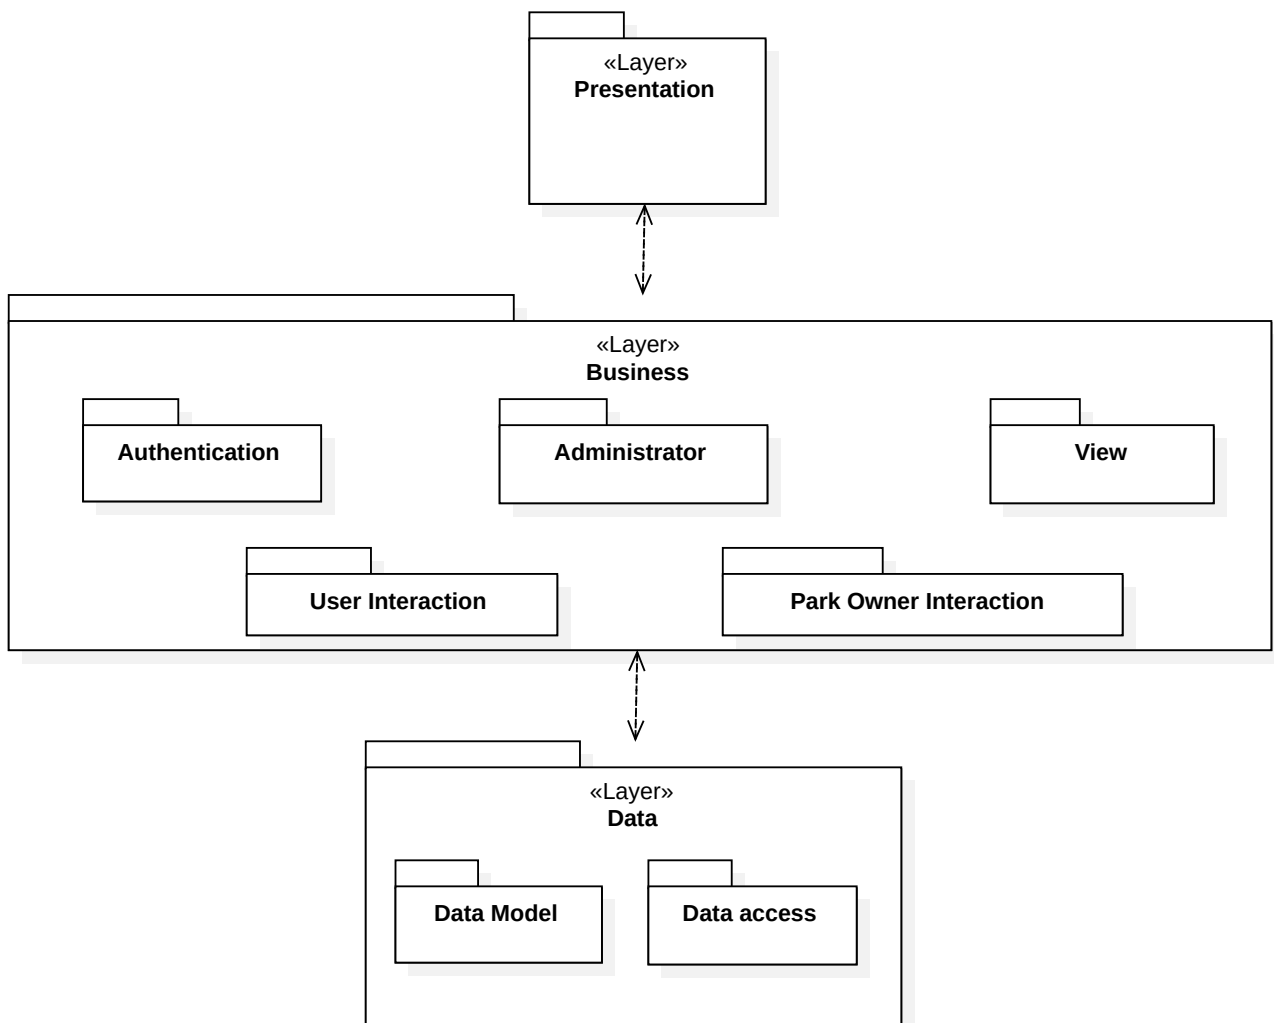 «Layer»
Presentation
«Layer»
Business
Authentication
Administrator
View
User Interaction
Park Owner Interaction
«Layer»
Data
Data Model
Data access